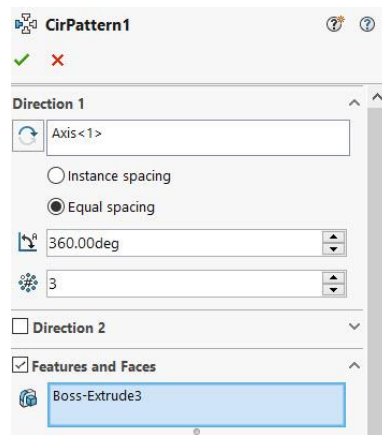 CirPattern1
Direction 1
Axis<1>
Instance spacing
Equal spacing
360.00deg
3
Direction 2
Features and Faces
Boss-Extrude3